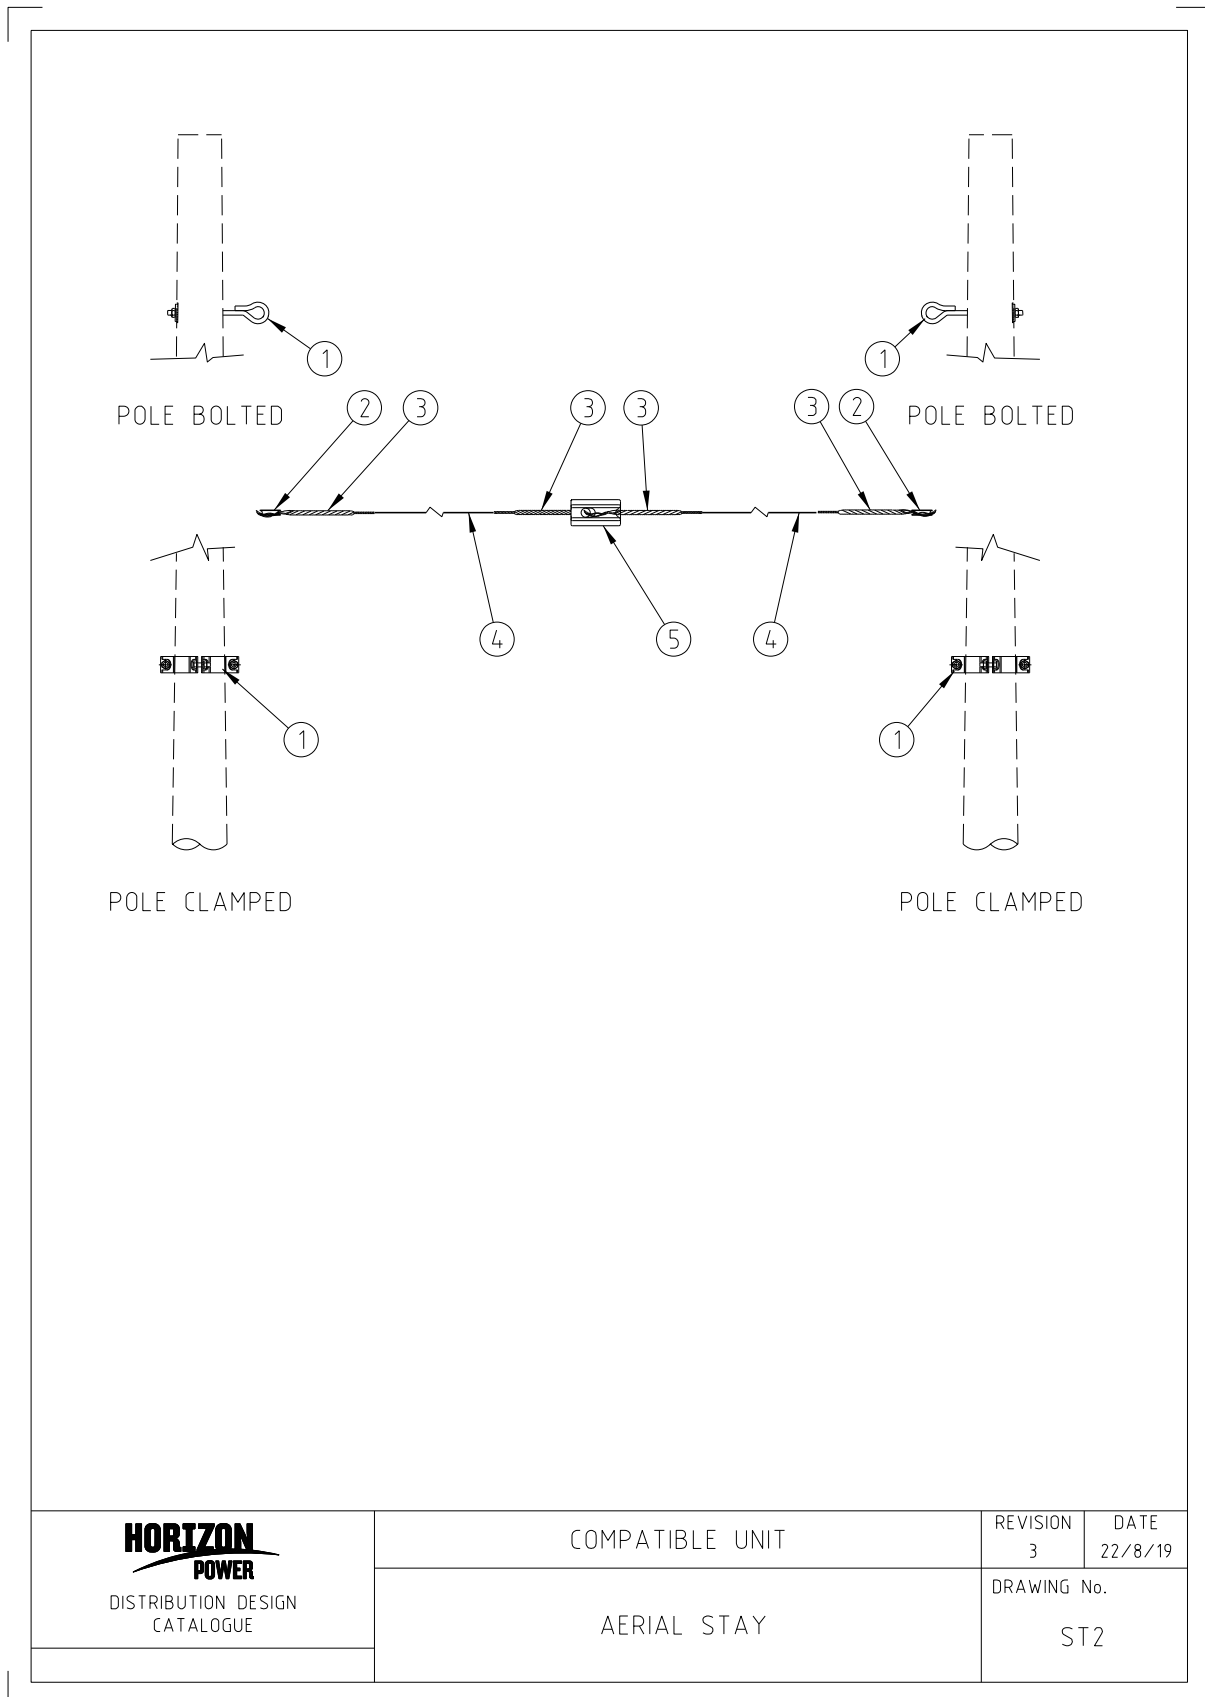 1
1
POLE BOLTED
2
3
3
3
3
2
POLE BOLTED
4
5
4
1
1
POLE CLAMPED
POLE CLAMPED
HORIZON
POWER
DISTRIBUTION DESIGN
CATALOGUE
COMPATIBLE UNIT
AERIAL STAY
REVISION
3
DATE
22/8/19
DRAWING No.
ST2